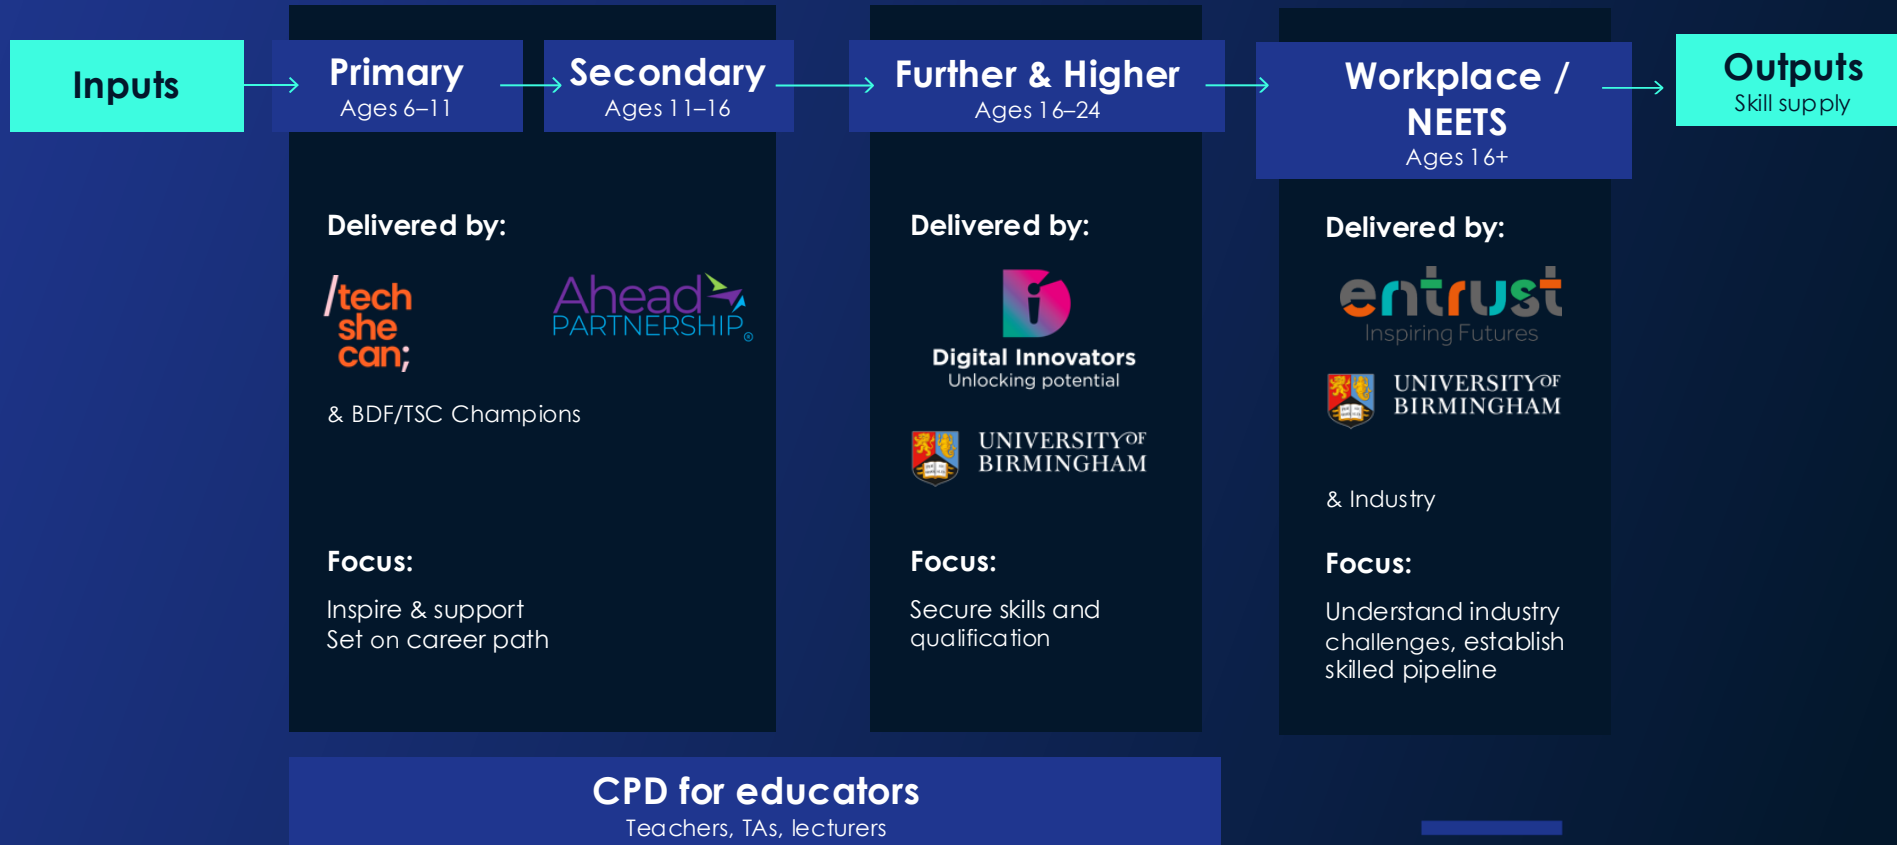 Inputs
Primary
Ages 6–11
Secondary
Ages 11–16
Further & Higher
Ages 16–24
Workplace /
NEETS
Ages 16+
Outputs
Skill supply
Delivered by:
/tech
she
can;
Ahead
PARTNERSHIP®
& BDF/TSC Champions
Focus:
Inspire & support
Set on career path
Delivered by:
Digital Innovators
Unlocking potential
UNIVERSITY OF
BIRMINGHAM
Focus:
Secure skills and
qualification
Delivered by:
entrust
Inspiring Futures
UNIVERSITY OF
BIRMINGHAM
& Industry
Focus:
Understand industry
challenges, establish
skilled pipeline
CPD for educators
Teachers, TAs, lecturers